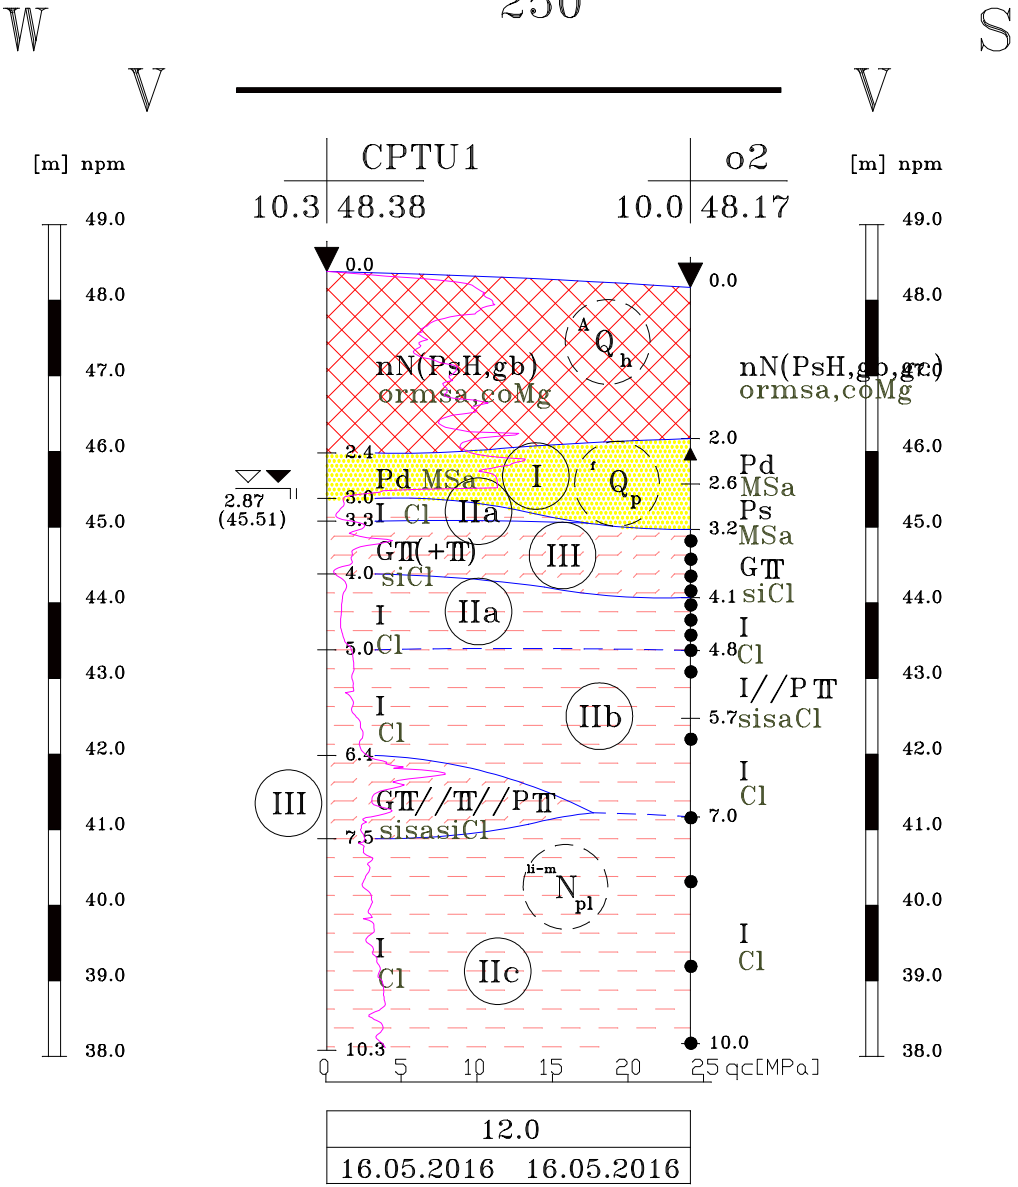 250
W S
V V
CPTU1 o2
[m] npm [m] npm
10.3 48.38 10.0 48.17
49.0 49.0
0.0 0.0
48.0 48.0
A Q h
47.0 47.0
nN(PsH,gb) nN(PsH,gb,gc)
ormsa,coMg ormsa,coMg
46.0 2.0 46.0
2.4
Pd MSa I f Q p Pd
2.6 MSa
2.87 3.0
(45.51) 3.3 I Cl IIa Ps
45.0 3.2 MSa 45.0
GΠ(+Π) III GΠ
4.0 siCl siCl
44.0 4.1 44.0
I IIa I
Cl Cl
5.0 4.8
43.0 43.0
I IIb I//PΠ
Cl 5.7 sisaCl
42.0 6.4 42.0
I
III GΠ//Π//PΠ Cl
41.0 sisasiCl 7.0 41.0
7.5
li-m N pl
40.0 40.0
I I
Cl IIc Cl
39.0 39.0
38.0 10.3 10.0 38.0
0 5 10 15 20 25 qc[MPa]
12.0
16.05.2016 16.05.2016